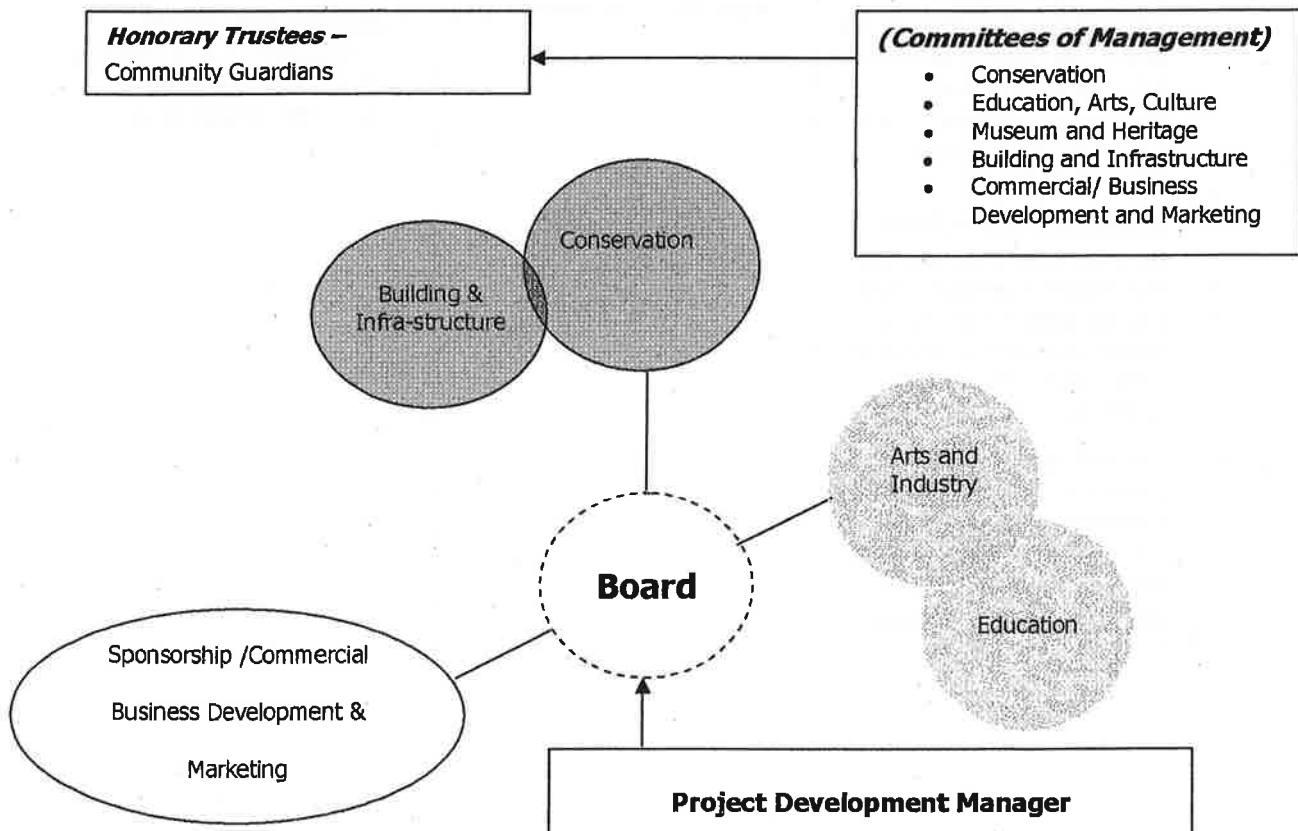 Honorary Trustees –
Community Guardians
(Committees of Management)
• Conservation
• Education, Arts, Culture
• Museum and Heritage
• Building and Infrastructure
• Commercial/ Business
Development and Marketing
Conservation
Building &
Infra-structure
Arts and
Industry
Board
Education
Sponsorship /Commercial
Business Development &
Marketing
Project Development Manager